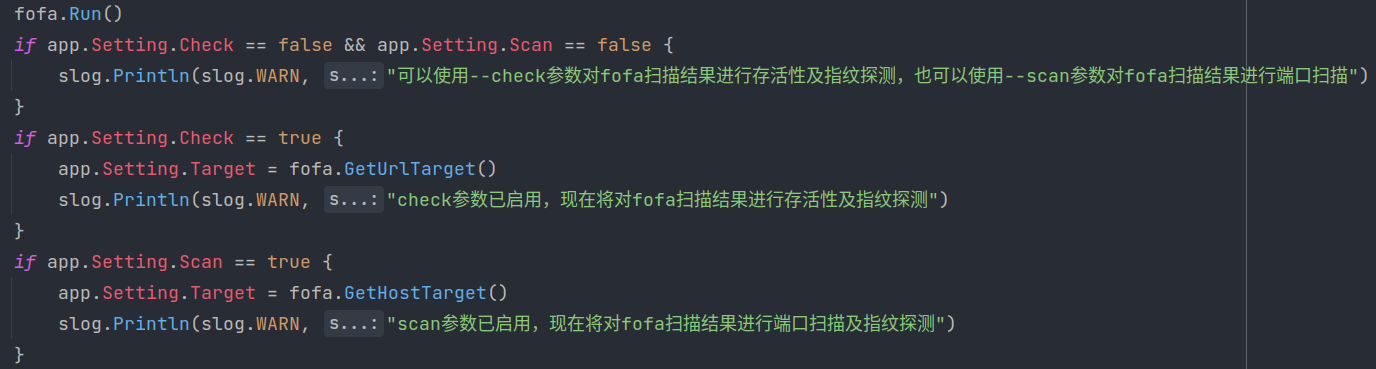 fofa.Run()
if app.Setting.Check == false && app.Setting.Scan == false {
    slog.Println(slog.WARN, s...:"可以使用--check参数对fofa扫描结果进行存活性及指纹探测，也可以使用--scan参数对fofa扫描结果进行端口扫描")
}
if app.Setting.Check == true {
    app.Setting.Target = fofa.GetUrlTarget()
    slog.Println(slog.WARN, s...:"check参数已启用，现在将对fofa扫描结果进行存活性及指纹探测")
}
if app.Setting.Scan == true {
    app.Setting.Target = fofa.GetHostTarget()
    slog.Println(slog.WARN, s...:"scan参数已启用，现在将对fofa扫描结果进行端口扫描及指纹探测")
}